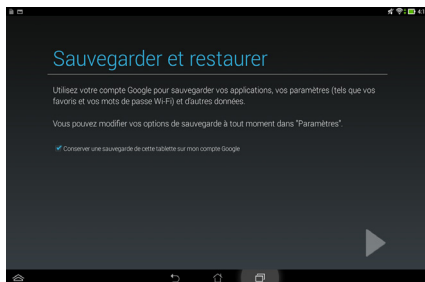 4:1
Sauvegarder et restaurer
Utilisez votre compte Google pour sauvegarder vos applications, vos paramètres (tels que vos
favoris et vos mots de passe Wi-Fi) et d'autres données.
Vous pouvez modifier vos options de sauvegarde à tout moment dans "Paramètres".
Conserver une sauvegarde de cette tablette sur mon compte Google